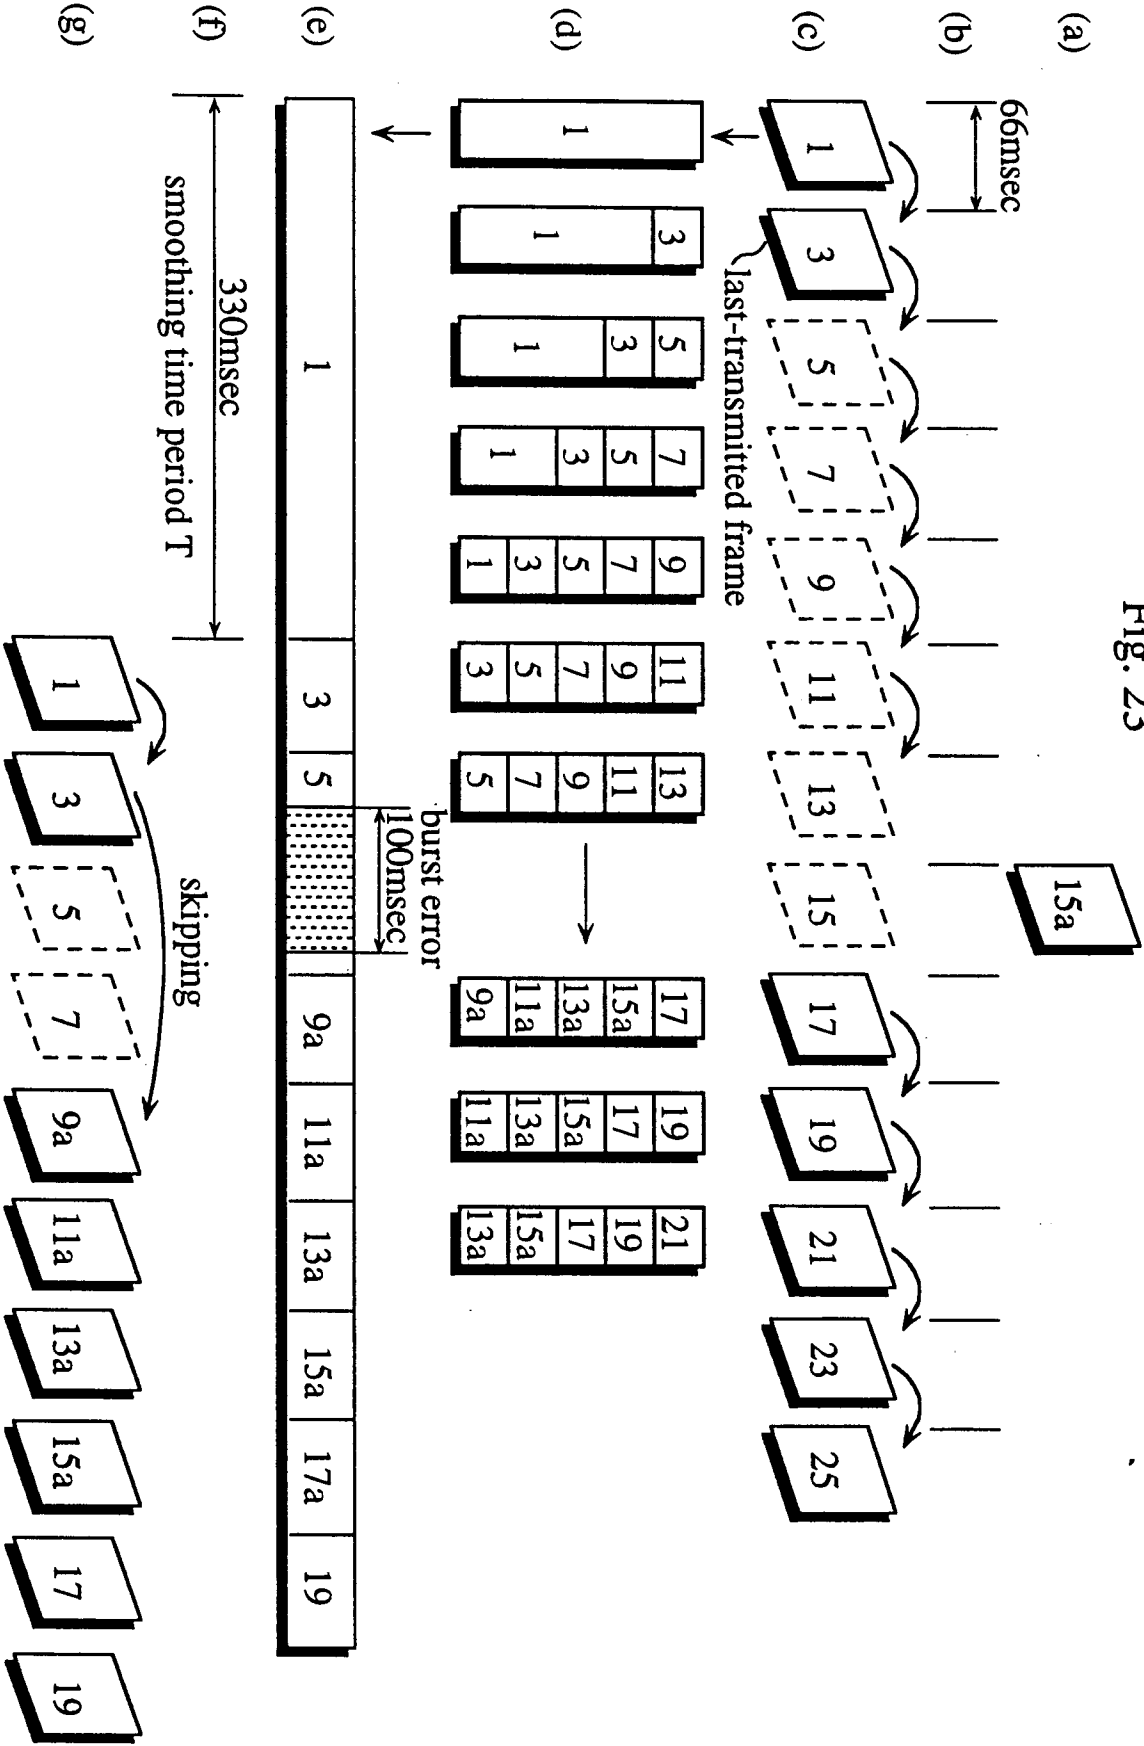 Fig. 23
(a)
15a
(b)
66msec
(c)
1
3
5
7
9
11
13
15
17
19
21
23
25
last-transmitted frame
(d)
1
3
1
5
3
1
7
5
3
1
9
7
5
3
1
11
9
7
5
3
13
11
9
7
5
17
15a
13a
11a
9a
19
17
15a
13a
11a
21
19
17
15a
13a
burst error
100msec
(e)
1
3
5
9a
11a
13a
15a
17a
19
(f)
330msec
smoothing time period T
skipping
(g)
1
3
5
7
9a
11a
13a
15a
17
19